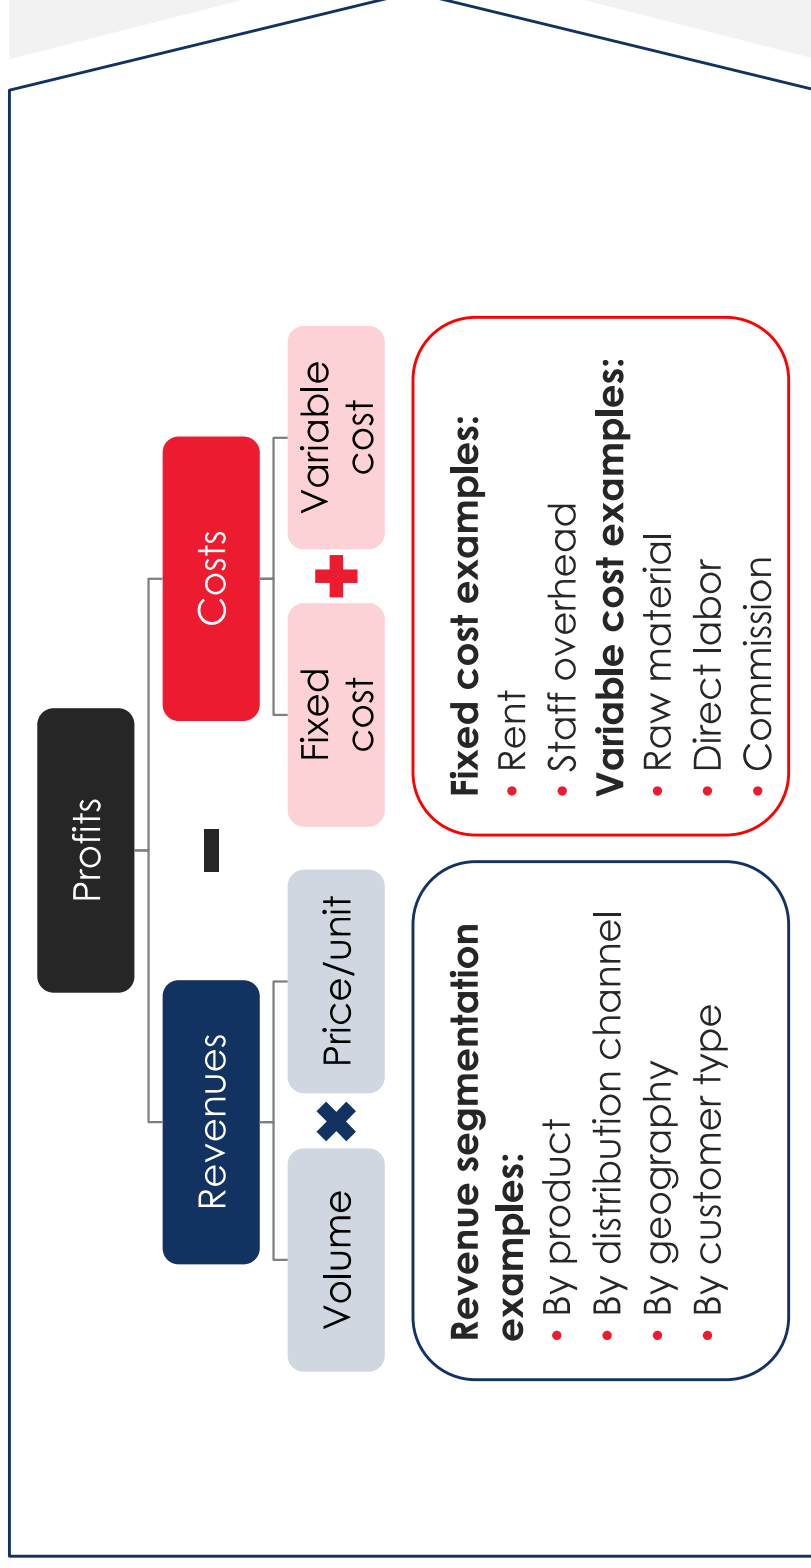 Profits
Revenues
Costs
Volume
Price/unit
Fixed
cost
Variable
cost
Revenue segmentation
examples:
• By product
• By distribution channel
• By geography
• By customer type
Fixed cost examples:
• Rent
• Staff overhead
Variable cost examples:
• Raw material
• Direct labor
• Commission